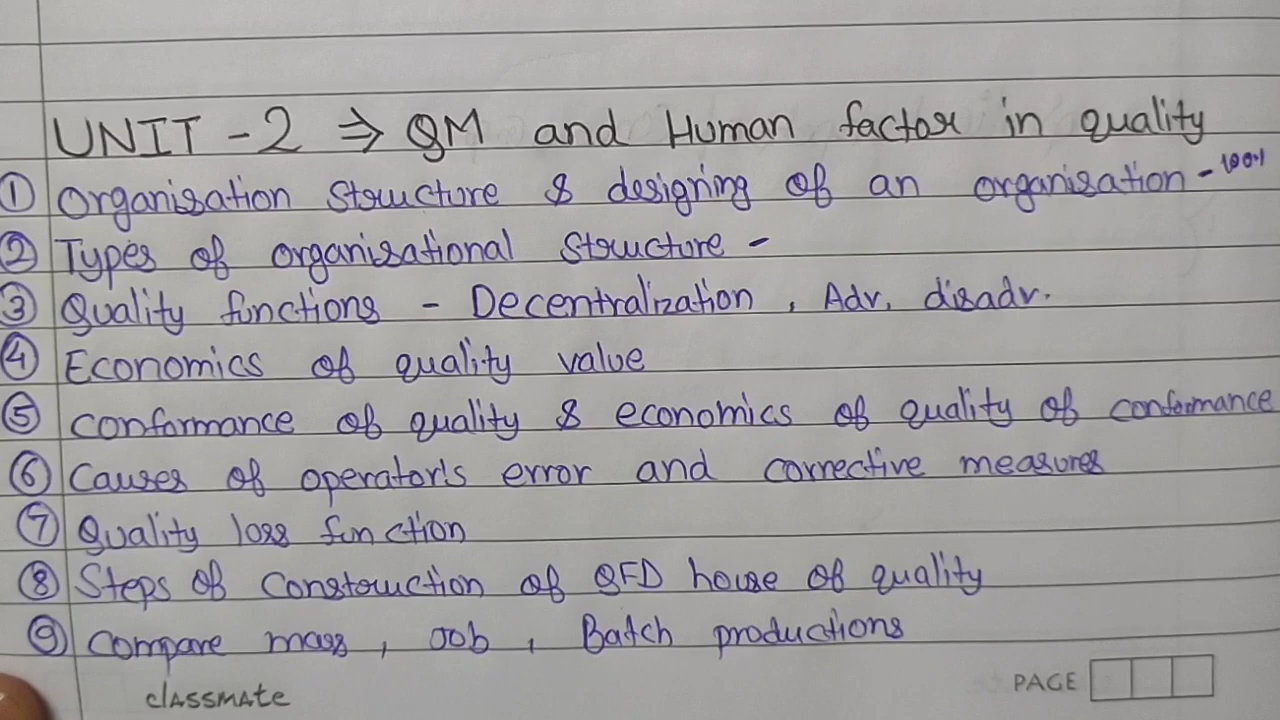 UNIT - 2 ⇒ QM and Human factor in quality
① Organisation Structure & designing of an organisation - 100%
② Types of organisational Structure -
③ Quality functions - Decentralization, Adv, disadv.
④ Economics of quality value
⑤ Conformance of quality & economics of quality of conformance
⑥ Causes of operator's error and corrective measures
⑦ Quality loss function
⑧ Steps of Construction of QFD house of quality
⑨ Compare mass, Job, Batch productions
classmate
PAGE